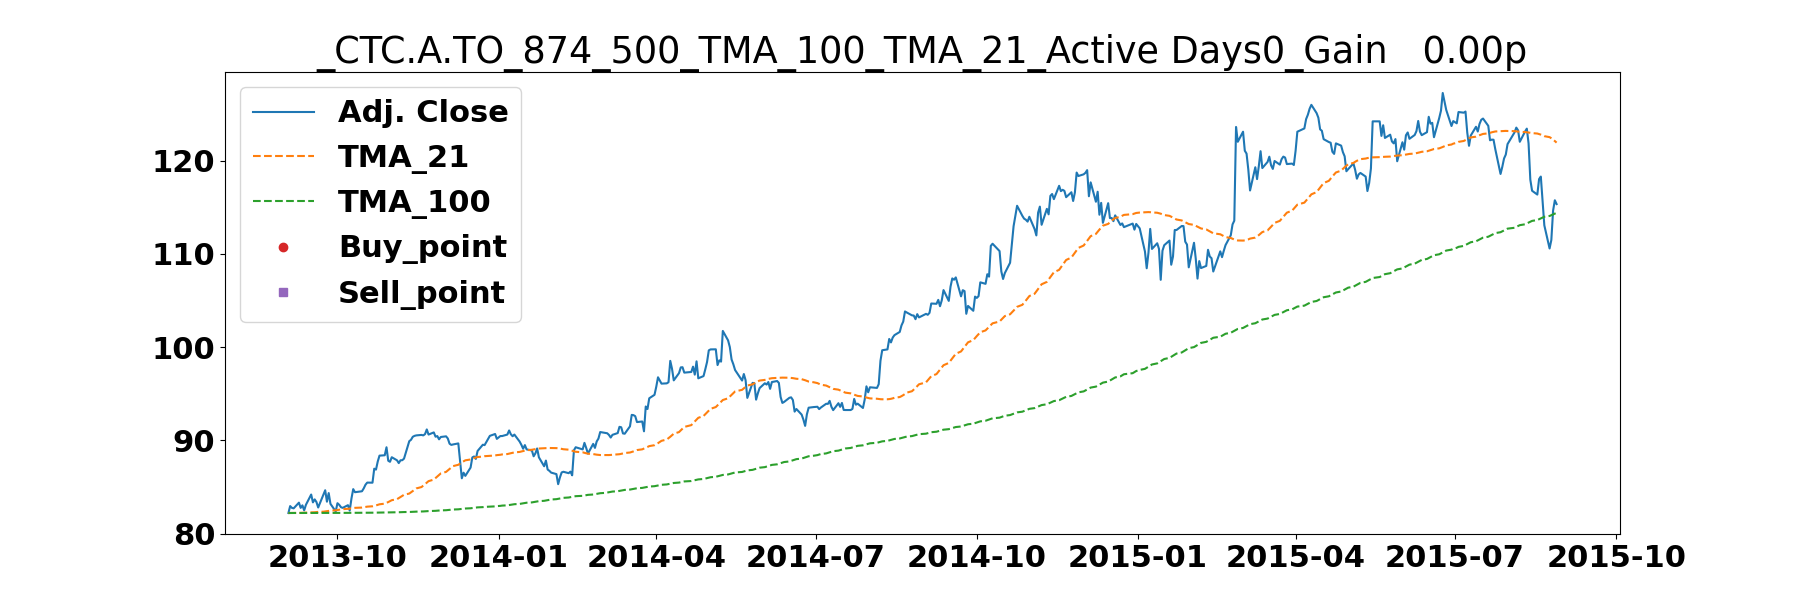 _CTC.A.TO_874_500_TMA_100_TMA_21_Active Days0_Gain   0.00p
Adj. Close
TMA_21
TMA_100
Buy_point
Sell_point
120
110
100
90
80
2013-10 2014-01 2014-04 2014-07 2014-10 2015-01 2015-04 2015-07 2015-10